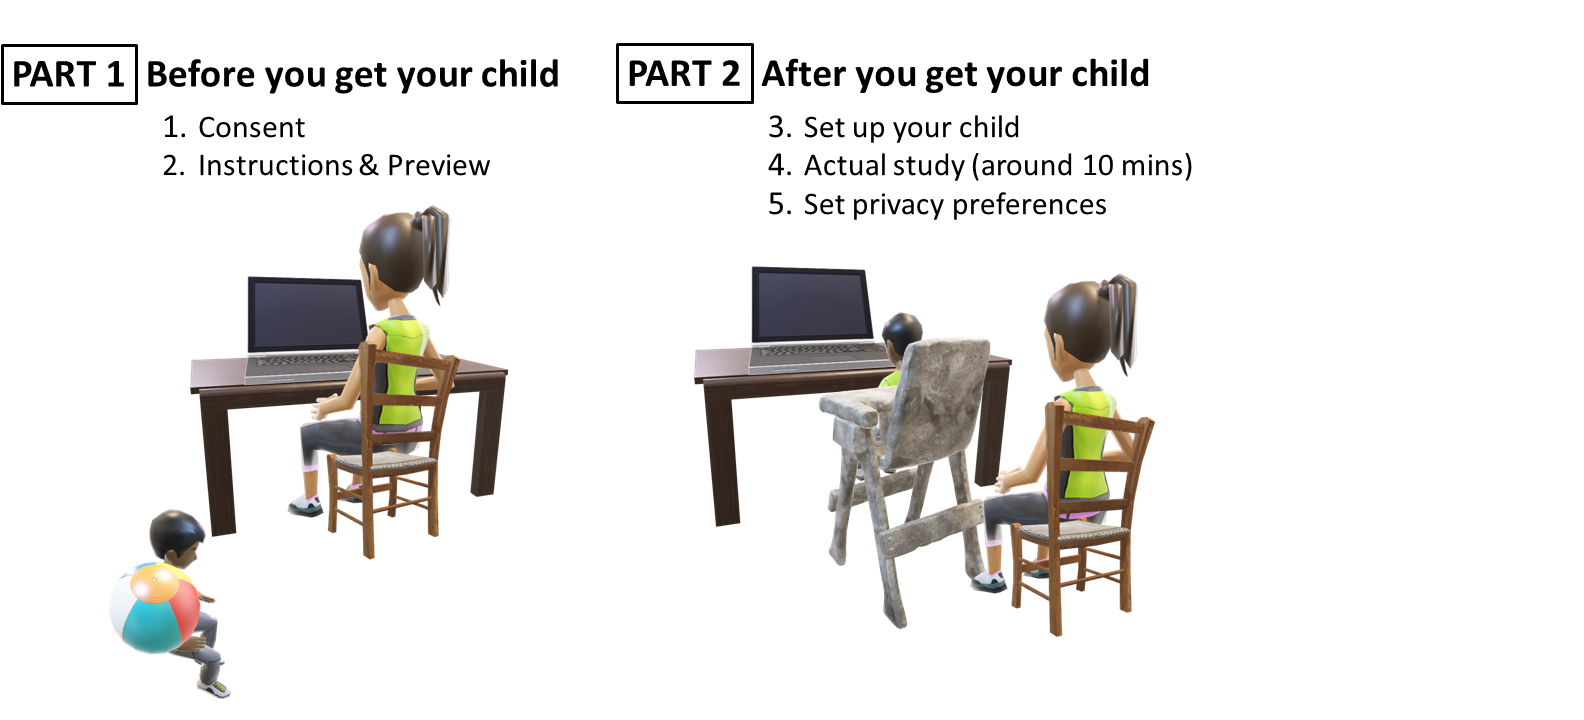 PART 1 Before you get your child
1. Consent
2. Instructions & Preview
PART 2 After you get your child
3. Set up your child
4. Actual study (around 10 mins)
5. Set privacy preferences